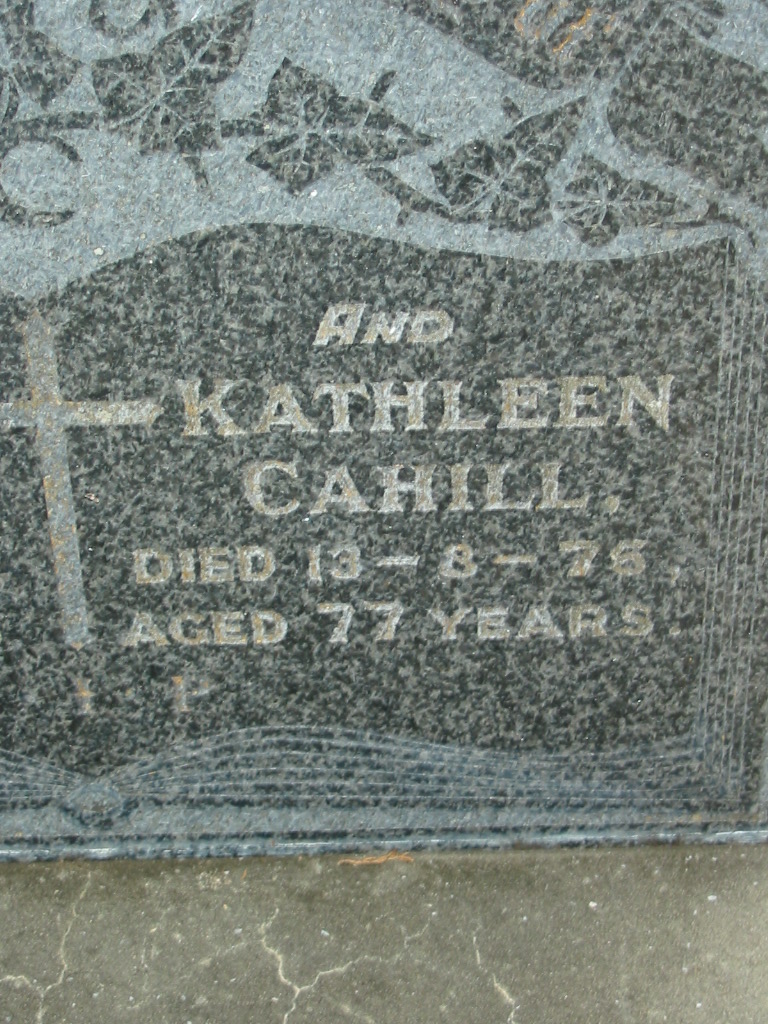 AND
KATHLEEN
CAHILL,
DIED 13-8-76,
AGED 77 YEARS.